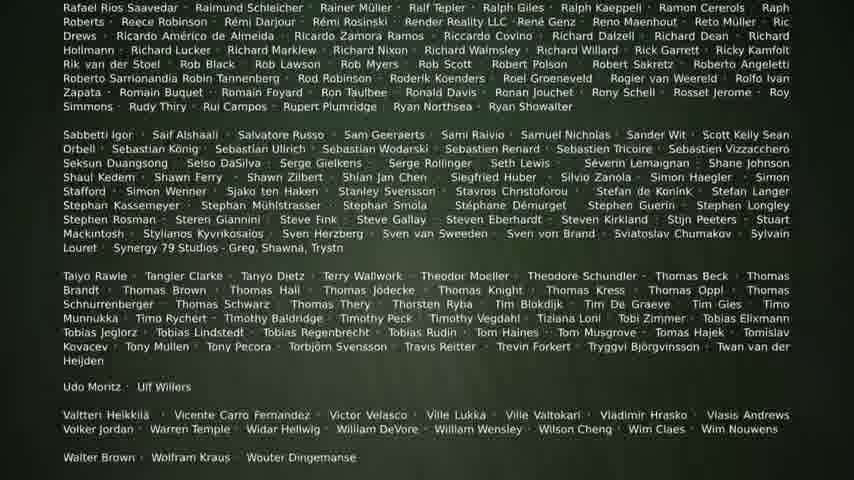 Rafael Rios Saavedar · Raimund Schleicher · Rainer Müller · Ralf Tepler · Ralph Giles · Ralph Kaeppeli · Ramon Cererols · Raph
Roberts · Reece Robinson · Rémi Darjour · Rémi Rosinski · Render Reality LLC · René Genz · Reno Maenhout · Reto Müller · Ric
Drews · Ricardo Américo de Almeida · Ricardo Zamora Ramos · Riccardo Covino · Richard Dalzell · Richard Dean · Richard
Hollmann · Richard Lucker · Richard Marklew · Richard Nixon · Richard Walmsley · Richard Willard · Rick Garrett · Ricky Kamfolt
Rik van der Stoel · Rob Black · Rob Lawson · Rob Myers · Rob Scott · Robert Polson · Robert Sakretz · Roberto Angeletti
Roberto Sarrionandia Robin Tannenberg · Rod Robinson · Roderik Koenders · Roel Groeneveld · Rogier van Weereld · Rolfo Ivan
Zapata · Romain Buquet · Romain Foyard · Ron Taulbee · Ronald Davis · Ronan Jouchet · Rony Schell · Rosset Jerome · Roy
Simmons · Rudy Thiry · Rui Campos · Rupert Plumridge · Ryan Northsea · Ryan Showalter
Sabbetti Igor · Saif Alshaali · Salvatore Russo · Sam Geeraerts · Sami Raivio · Samuel Nicholas · Sander Wit · Scott Kelly Sean
Orbell · Sebastian König · Sebastian Ullrich · Sebastian Wodarski · Sebastien Renard · Sebastien Tricoire · Sebastien Vizzacchero
Seksun Duangsong · Selso DaSilva · Serge Gielkens · Serge Rollinger · Seth Lewis · Séverin Lemaignan · Shane Johnson
Shaul Kedem · Shawn Ferry · Shawn Zilbert · Shian Jan Chen · Siegfried Huber · Silvio Zanola · Simon Haegler · Simon
Stafford · Simon Wenner · Sjako ten Haken · Stanley Svensson · Stavros Christoforou · Stefan de Konink · Stefan Langer
Stephan Kassemeyer · Stephan Mühlstrasser · Stephan Smola · Stéphane Démurget · Stephen Guerin · Stephen Longley
Stephen Rosman · Steren Giannini · Steve Fink · Steve Gallay · Steven Eberhardt · Steven Kirkland · Stijn Peeters · Stuart
Mackintosh · Stylianos Kyvrikosaios · Sven Herzberg · Sven van Sweeden · Sven von Brand · Sviatoslav Chumakov · Sylvain
Louret · Synergy 79 Studios - Greg, Shawna, Trystn
Taiyo Rawle · Tangier Clarke · Tanyo Dietz · Terry Wallwork · Theodor Moeller · Theodore Schundler · Thomas Beck · Thomas
Brandt · Thomas Brown · Thomas Hall · Thomas Jödecke · Thomas Knight · Thomas Kress · Thomas Oppl · Thomas
Schnurrenberger · Thomas Schwarz · Thomas Thery · Thorsten Ryba · Tim Blokdijk · Tim De Graeve · Tim Gies · Timo
Munnukka · Timo Rychert · Timothy Baldridge · Timothy Peck · Timothy Vegdahl · Tiziana Loni · Tobi Zimmer · Tobias Elixmann
Tobias Jeglorz · Tobias Lindstedt · Tobias Regenbrecht · Tobias Rudin · Tom Haines · Tom Musgrove · Tomas Hajek · Tomislav
Kovacev · Tony Mullen · Tony Pecora · Torbjörn Svensson · Travis Reitter · Trevin Forkert · Tryggvi Björgvinsson · Twan van der
Heijden
Udo Moritz · Ulf Willers
Valtteri Heikkilä · Vicente Carro Fernandez · Victor Velasco · Ville Lukka · Ville Valtokari · Vladimir Hrasko · Vlasis Andrews
Volker Jordan · Warren Temple · Widar Hellwig · William DeVore · William Wensley · Wilson Cheng · Wim Claes · Wim Nouwens
Walter Brown · Wolfram Kraus · Wouter Dingemanse